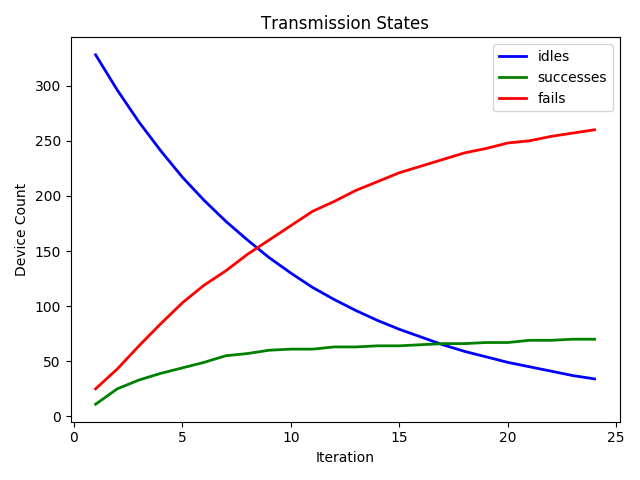 Transmission States
idles
successes
fails
Device Count
300
250
200
150
100
50
0
0 5 10 15 20 25
Iteration